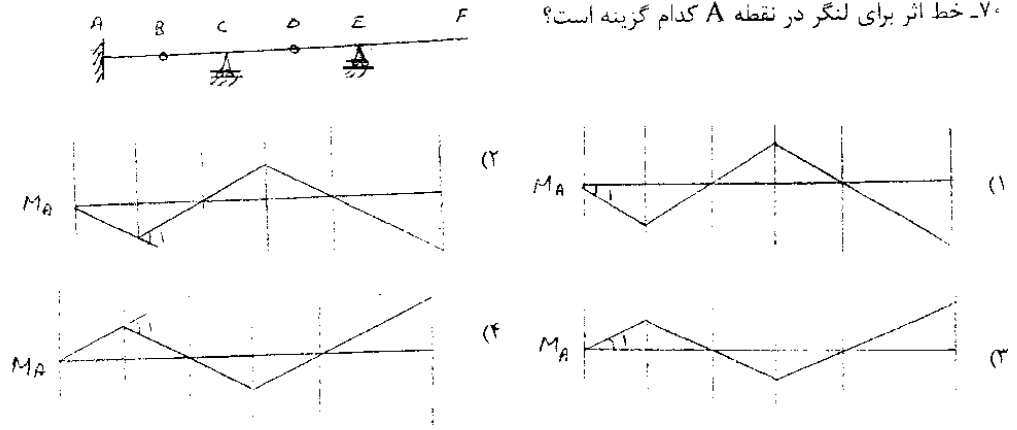 ۷۰ـ خط اثر برای لنگر در نقطه A کدام گزینه است؟
A B C D E F
(۱ M_A 1
(۲ M_A 1
(۳ M_A 1
(۴ M_A 1